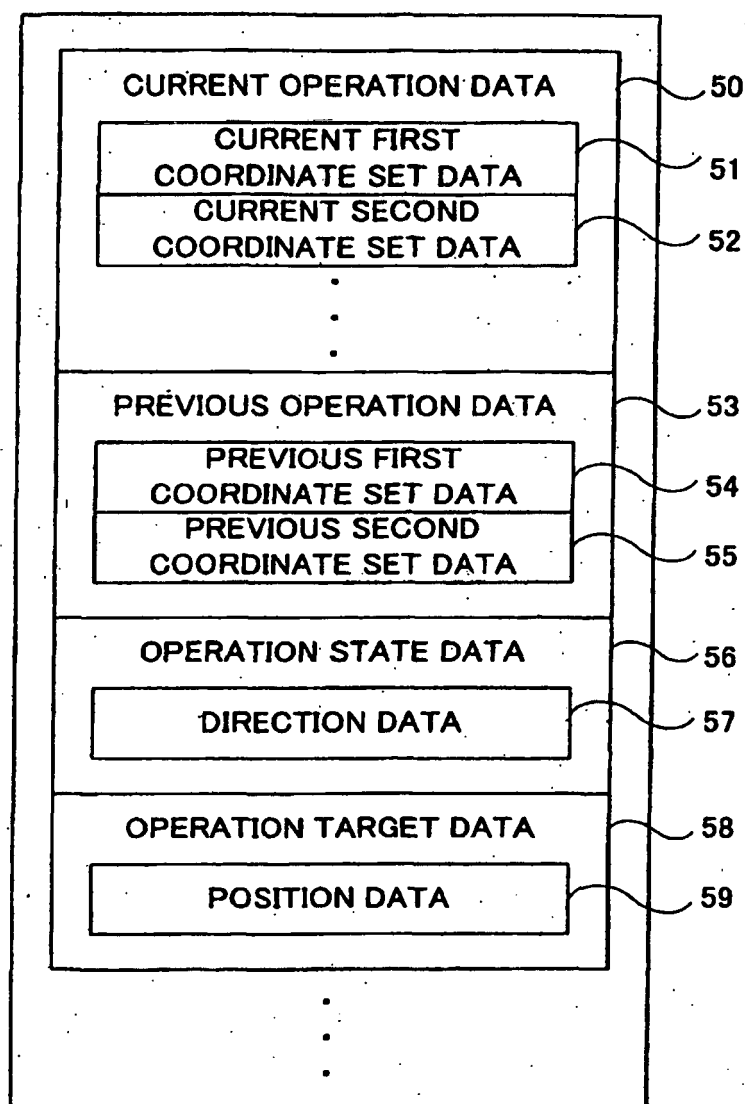 CURRENT OPERATION DATA 50
CURRENT FIRST
COORDINATE SET DATA 51
CURRENT SECOND
COORDINATE SET DATA 52
PREVIOUS OPERATION DATA 53
PREVIOUS FIRST
COORDINATE SET DATA 54
PREVIOUS SECOND
COORDINATE SET DATA 55
OPERATION STATE DATA 56
DIRECTION DATA 57
OPERATION TARGET DATA 58
POSITION DATA 59